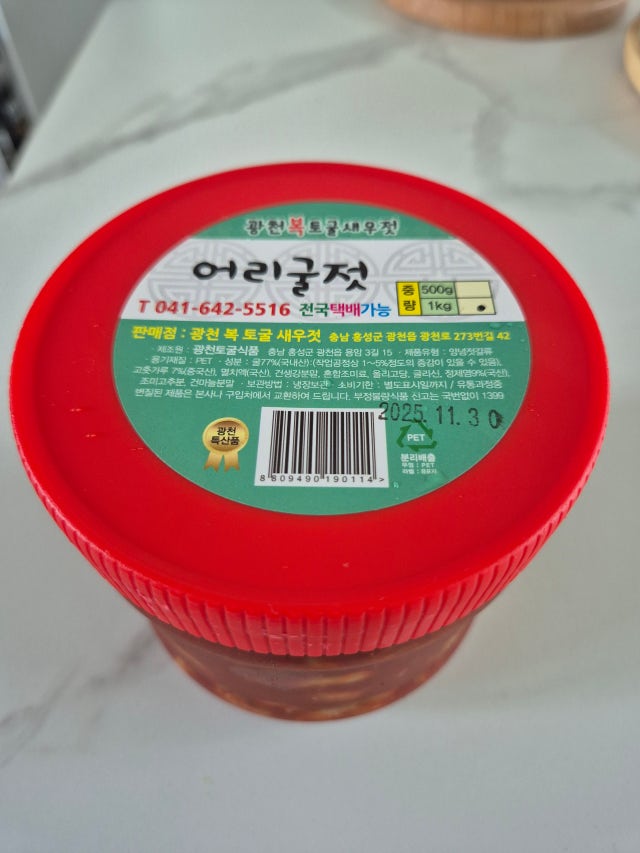 광천복토굴새우젓
어리굴젓
중량 500g
1kg
T 041-642-5516 전국택배가능
판매점 : 광천 복 토굴 새우젓 충남 홍성군 광천읍 광천로 273번길 42
· 제조원 : 광천토굴식품 충남 홍성군 광천읍 용암 3길 15 · 제품유형 : 양념젓갈류
용기재질 : PET · 성분 : 굴77%(국내산):(작업공정상 1~5%정도의 증감이 있을 수 있음),
고춧가루 7%(중국산), 멸치액(국산), 건생강분말, 혼합조미료, 올리고당, 글리신, 정제염9%(국산),
조미고추분, 건마늘분말 · 보관방법 : 냉장보관 · 소비기한 : 별도표시일까지 / 유통과정중
변질된 제품은 본사나 구입처에서 교환하여 드립니다. 부정불량식품 신고는 국번없이 1399
2025.11.30
광천
특산품
PET
분리배출
뚜껑 : PET
8 809490 190114 >